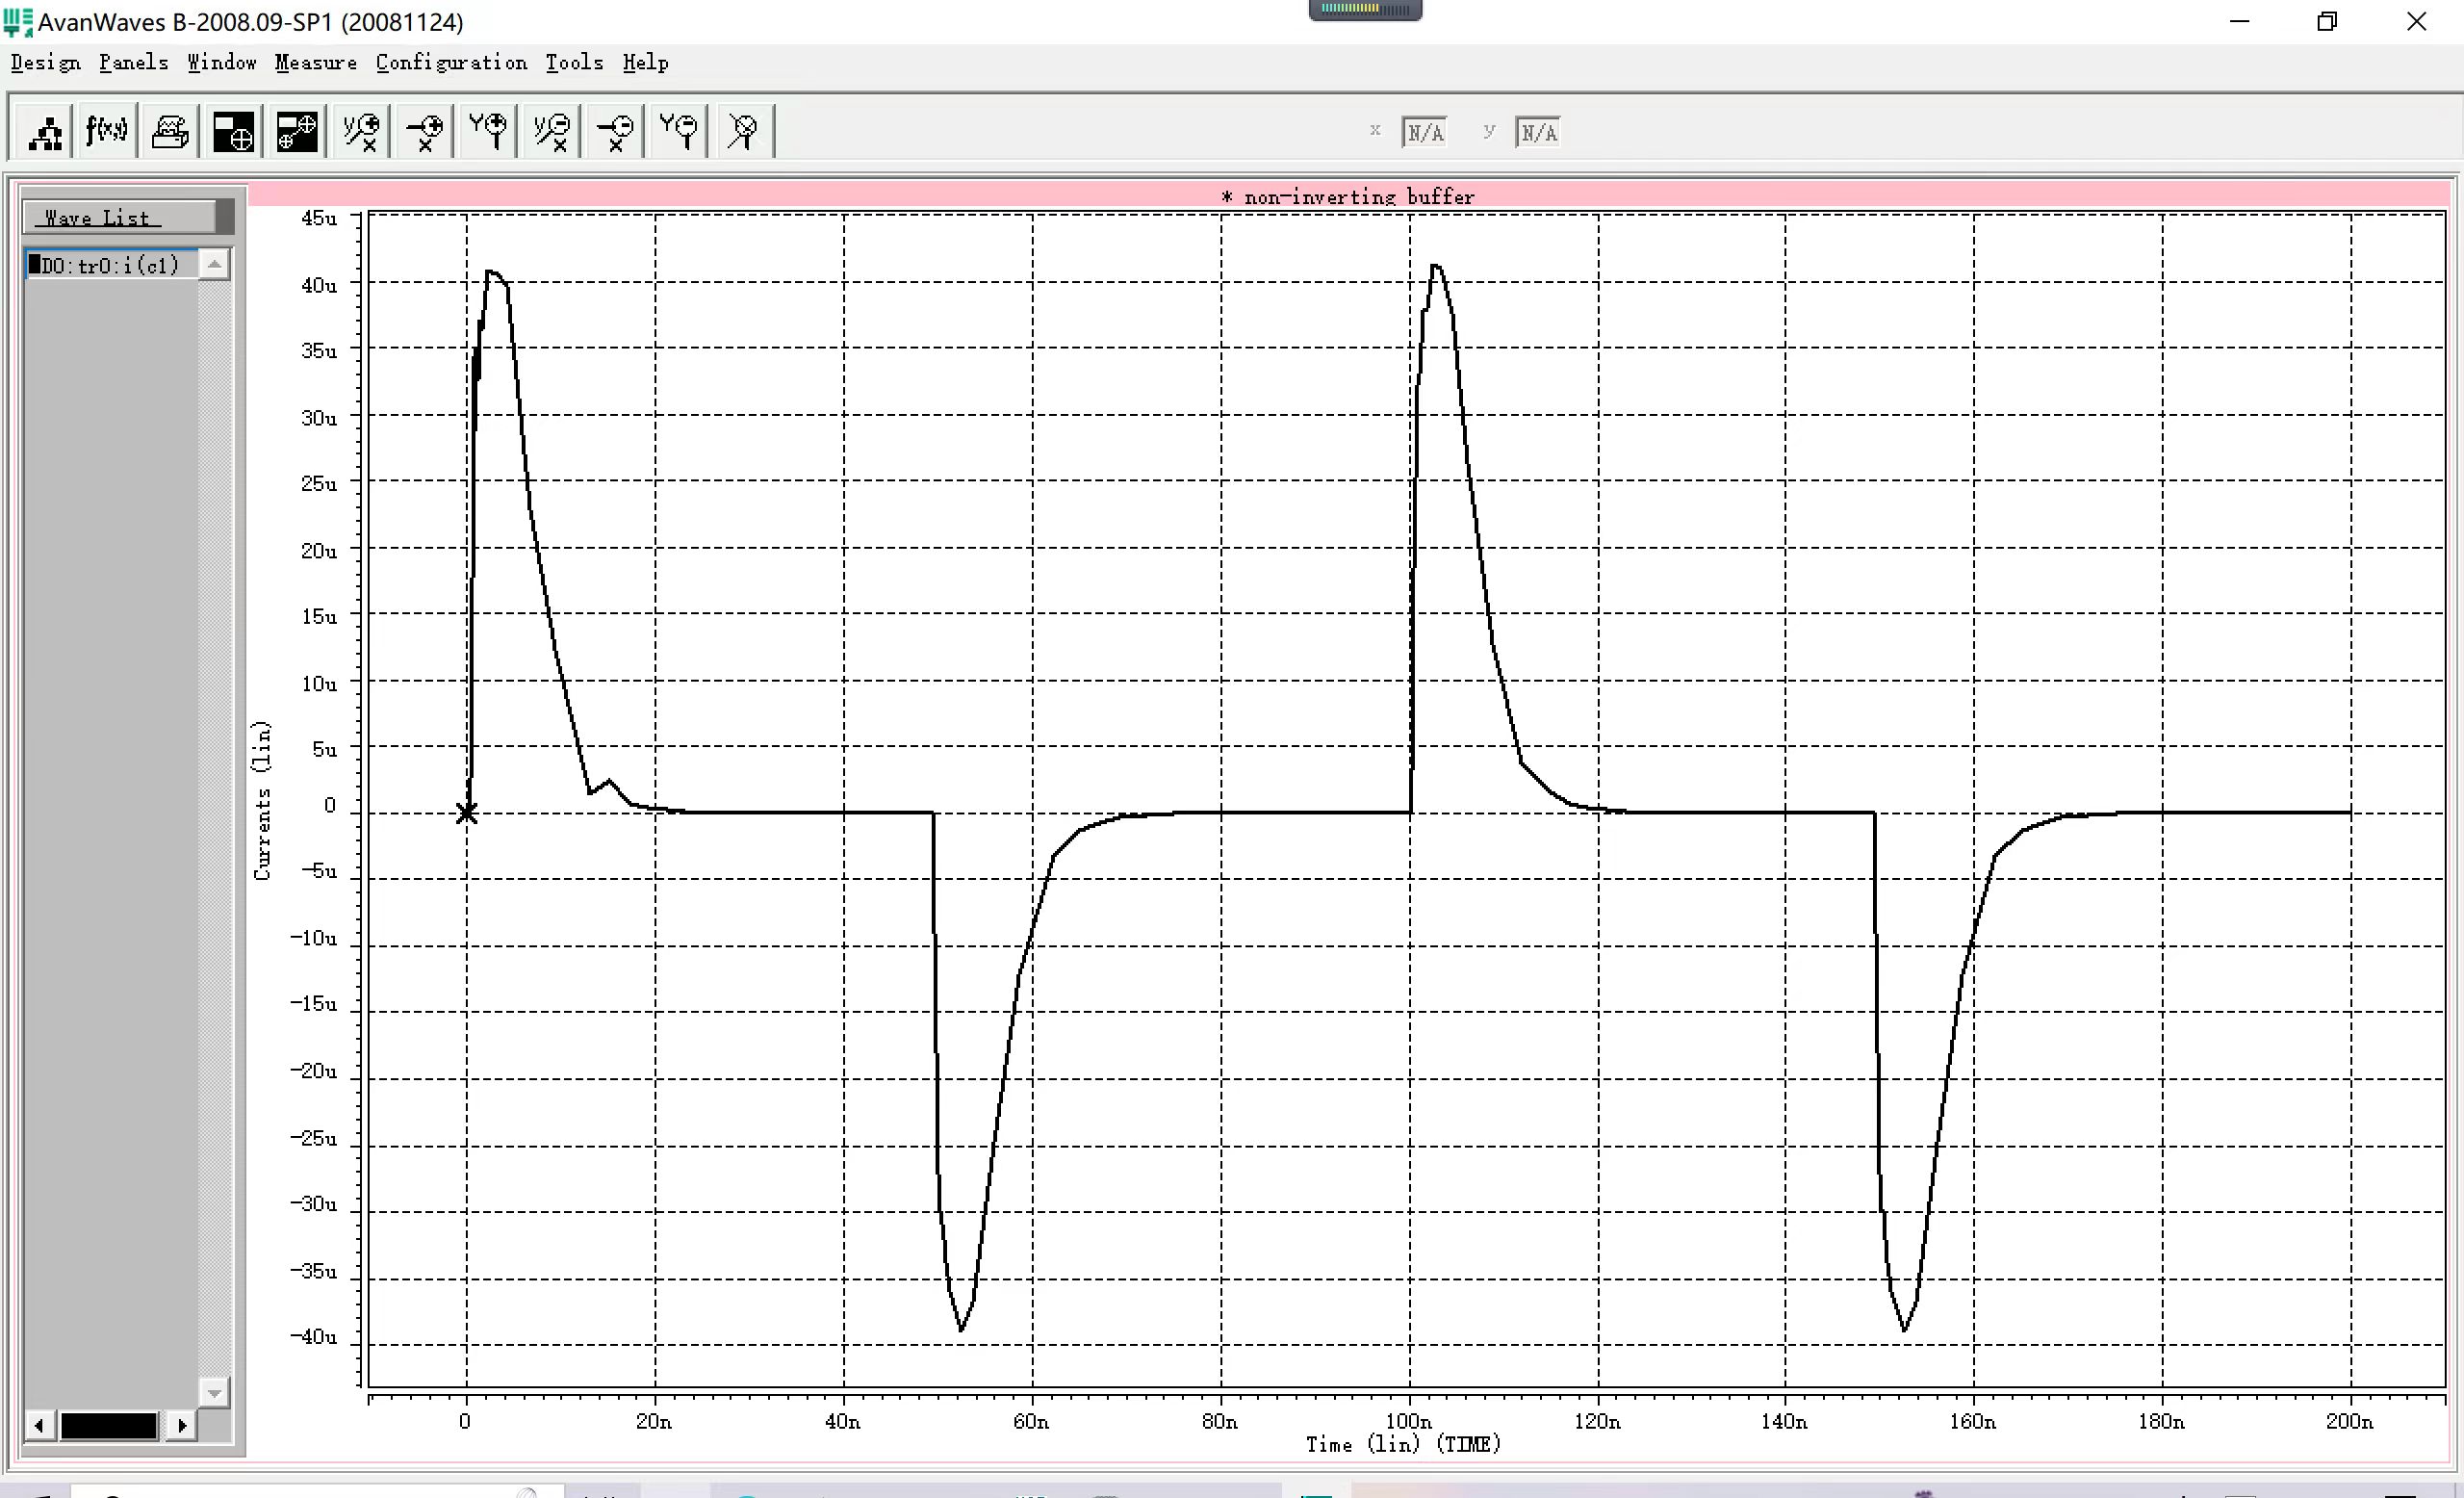 AvanWaves B-2008.09-SP1 (20081124)
Design Panels Window Measure Configuration Tools Help
f(x,y)
x N/A y N/A
* non-inverting buffer
Wave List
D0:tr0:i(c1)
Currents (lin)
45u
40u
35u
30u
25u
20u
15u
10u
5u
0
-5u
-10u
-15u
-20u
-25u
-30u
-35u
-40u
0 20n 40n 60n 80n 100n 120n 140n 160n 180n 200n
Time (lin) (TIME)